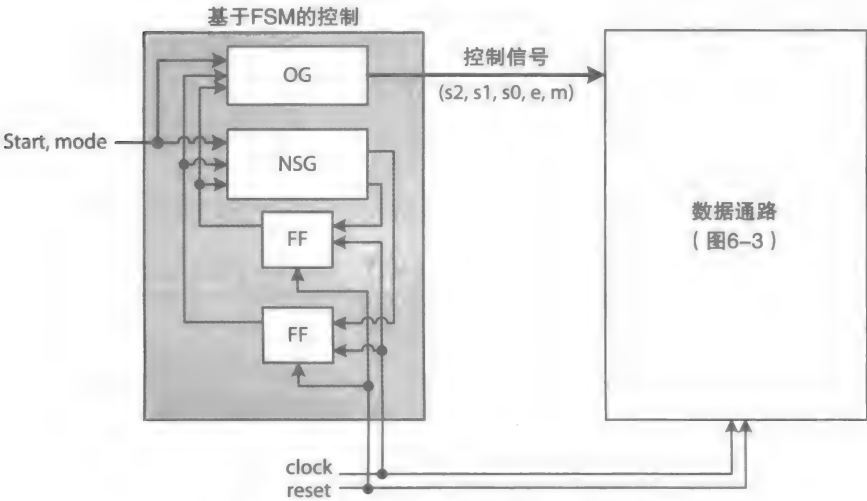 基于FSM的控制
OG
控制信号
(s2, s1, s0, e, m)
Start, mode
NSG
FF
数据通路
( 图6-3 )
FF
clock
reset